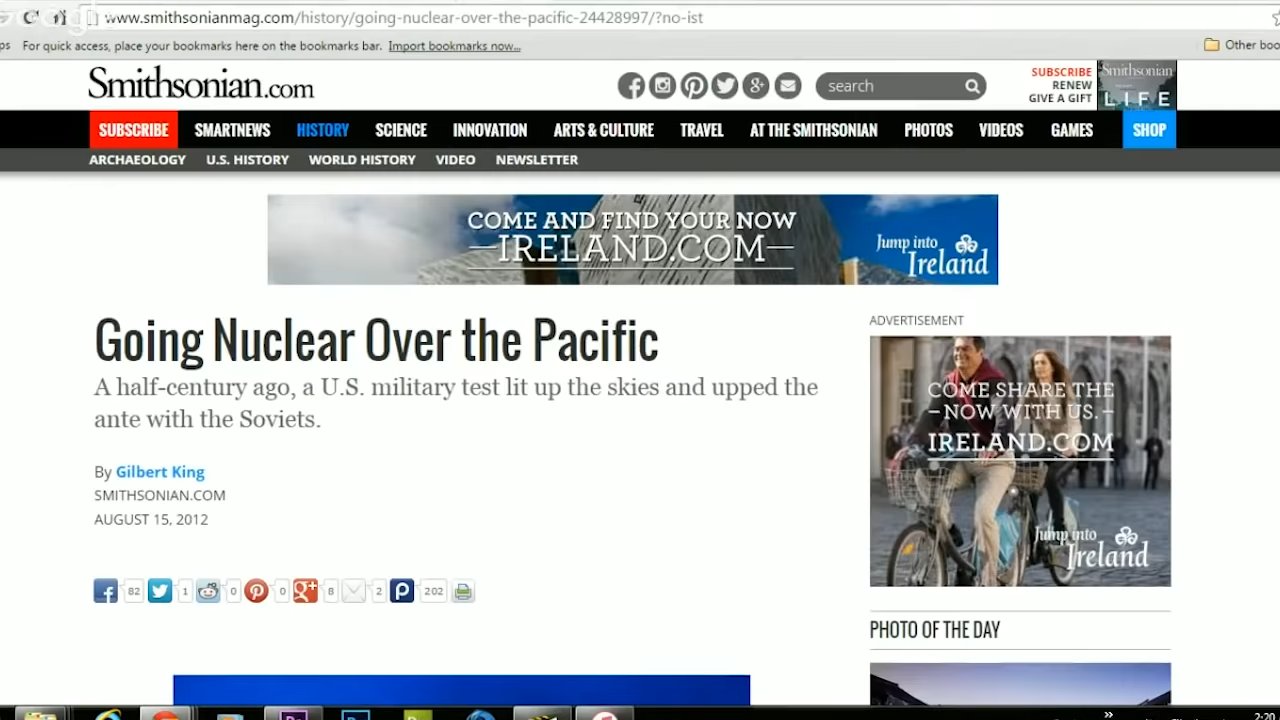 www.smithsonianmag.com/history/going-nuclear-over-the-pacific-24428997/?no-ist
ps For quick access, place your bookmarks here on the bookmarks bar. Import bookmarks now... Other boo
Smithsonian.com
search
SUBSCRIBE
RENEW
GIVE A GIFT
Smithsonian
LIFE
SUBSCRIBE SMARTNEWS HISTORY SCIENCE INNOVATION ARTS & CULTURE TRAVEL AT THE SMITHSONIAN PHOTOS VIDEOS GAMES SHOP
ARCHAEOLOGY U.S. HISTORY WORLD HISTORY VIDEO NEWSLETTER
COME AND FIND YOUR NOW
IRELAND.COM
Jump into
Ireland
Going Nuclear Over the Pacific
A half-century ago, a U.S. military test lit up the skies and upped the
ante with the Soviets.
By Gilbert King
SMITHSONIAN.COM
AUGUST 15, 2012
82 1 0 0 8 2 202
ADVERTISEMENT
COME SHARE THE
NOW WITH US.
IRELAND.COM
Jump into
Ireland
PHOTO OF THE DAY
2:20